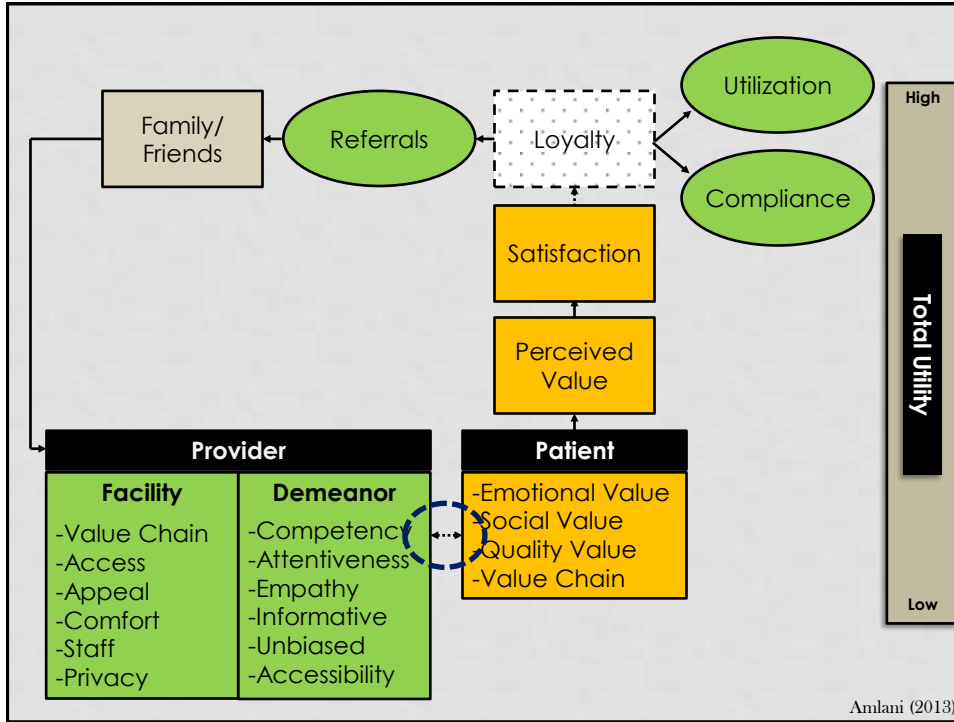 Utilization
High
Family/
Friends
Referrals
Loyalty
Compliance
Satisfaction
Total Utility
Perceived
Value
Provider
Patient
Facility
-Value Chain
-Access
-Appeal
-Comfort
-Staff
-Privacy
Demeanor
-Competency
-Attentiveness
-Empathy
-Informative
-Unbiased
-Accessibility
-Emotional Value
-Social Value
-Quality Value
-Value Chain
Low
Amlani (2013)